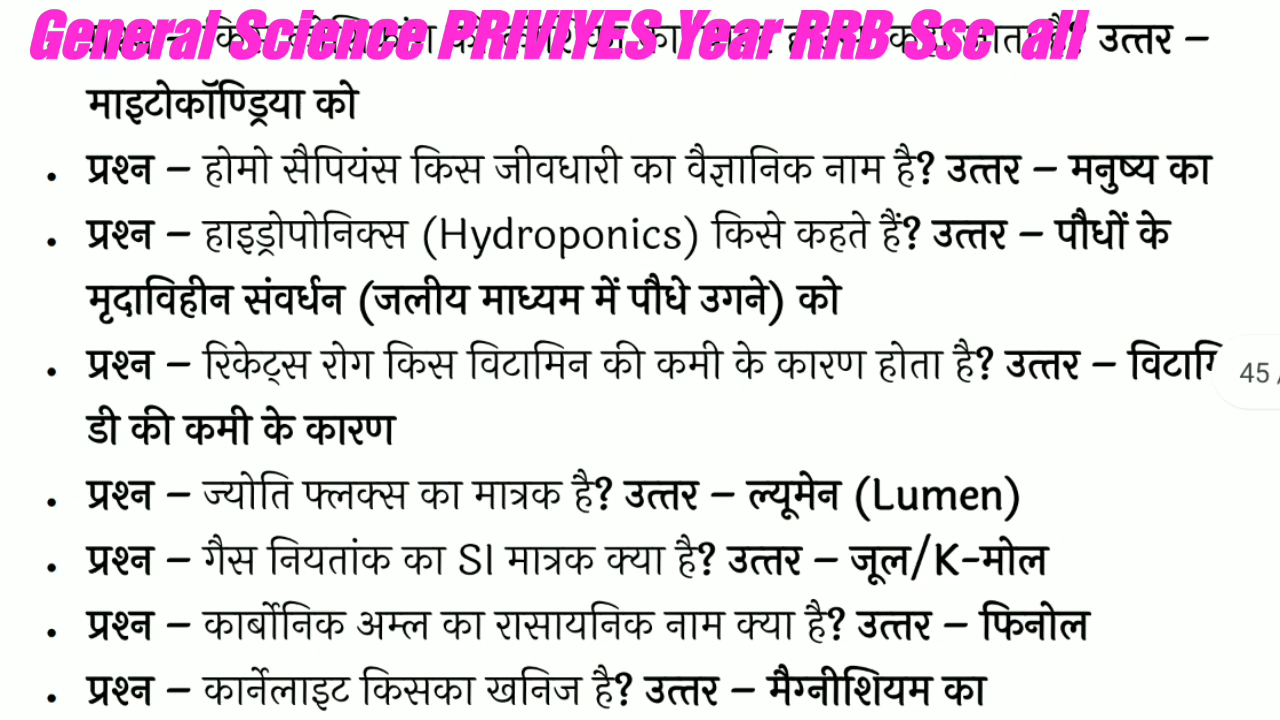 General Science PRIVIYES Year RRB Ssc all
उत्तर –
माइटोकॉण्ड्रिया को
• प्रश्न – होमो सैपियंस किस जीवधारी का वैज्ञानिक नाम है? उत्तर – मनुष्य का
• प्रश्न – हाइड्रोपोनिक्स (Hydroponics) किसे कहते हैं? उत्तर – पौधों के
मृदाविहीन संवर्धन (जलीय माध्यम में पौधे उगने) को
• प्रश्न – रिकेट्स रोग किस विटामिन की कमी के कारण होता है? उत्तर –
45 /
डी की कमी के कारण
• प्रश्न – ज्योति फ्लक्स का मात्रक है? उत्तर – ल्यूमेन (Lumen)
• प्रश्न – गैस नियतांक का SI मात्रक क्या है? उत्तर – जूल/K-मोल
• प्रश्न – कार्बोनिक अम्ल का रासायनिक नाम क्या है? उत्तर – फिनोल
• प्रश्न – कार्नेलाइट किसका खनिज है? उत्तर – मैग्नीशियम का